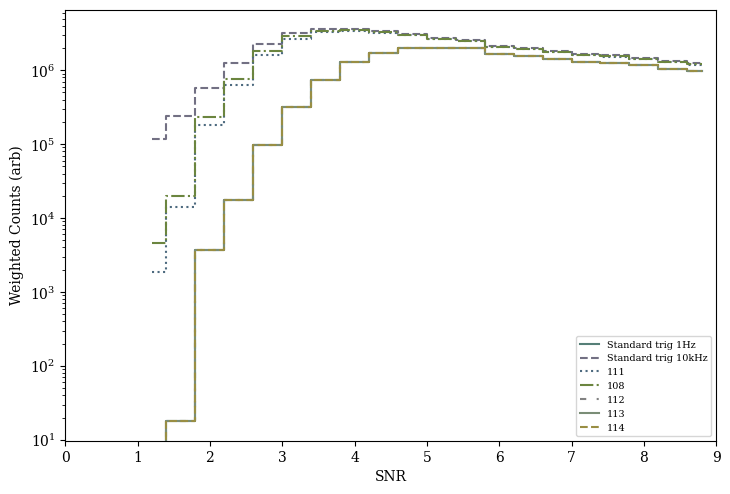 Weighted Counts (arb)
10⁶
10⁵
10⁴
10³
10²
10¹
0 1 2 3 4 5 6 7 8 9
SNR
Standard trig 1Hz
Standard trig 10kHz
111
108
112
113
114